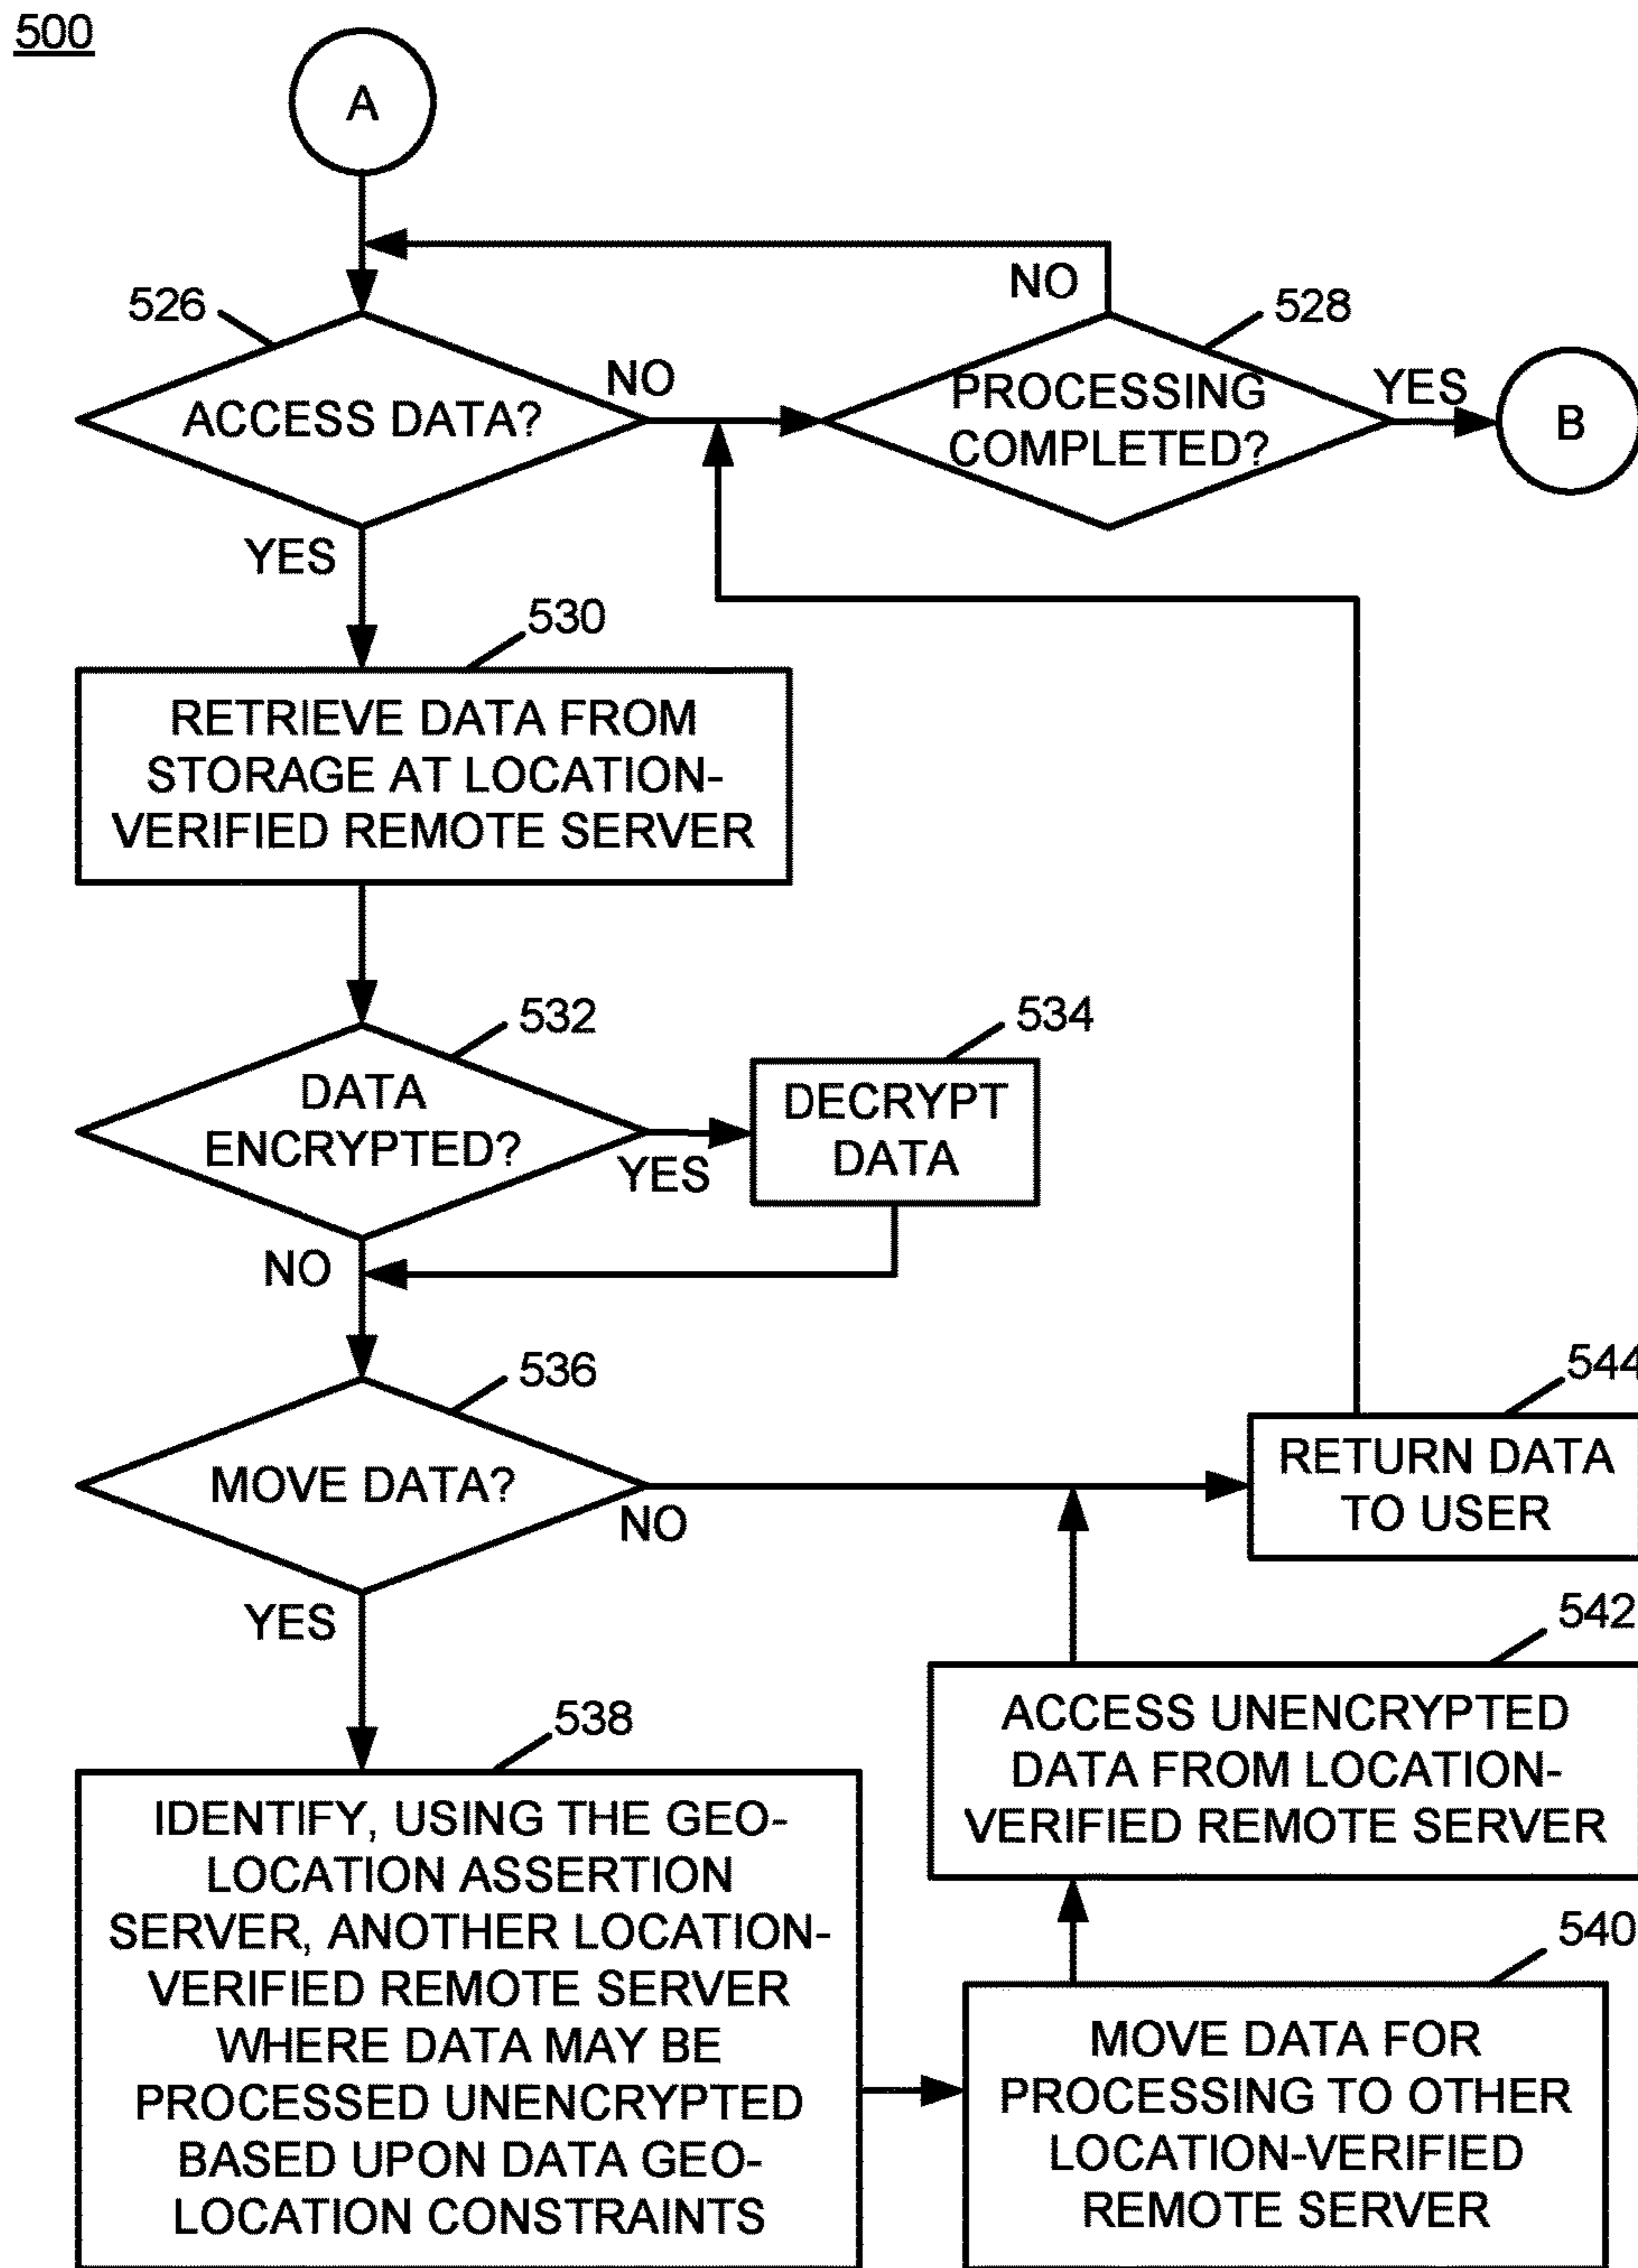 500
A
NO
526
528
NO
ACCESS DATA?
PROCESSING
COMPLETED?
YES
B
YES
530
RETRIEVE DATA FROM
STORAGE AT LOCATION-
VERIFIED REMOTE SERVER
532
534
DATA
ENCRYPTED?
YES
DECRYPT
DATA
NO
536
544
MOVE DATA?
NO
RETURN DATA
TO USER
YES
542
ACCESS UNENCRYPTED
DATA FROM LOCATION-
VERIFIED REMOTE SERVER
538
IDENTIFY, USING THE GEO-
LOCATION ASSERTION
SERVER, ANOTHER LOCATION-
VERIFIED REMOTE SERVER
WHERE DATA MAY BE
PROCESSED UNENCRYPTED
BASED UPON DATA GEO-
LOCATION CONSTRAINTS
540
MOVE DATA FOR
PROCESSING TO OTHER
LOCATION-VERIFIED
REMOTE SERVER